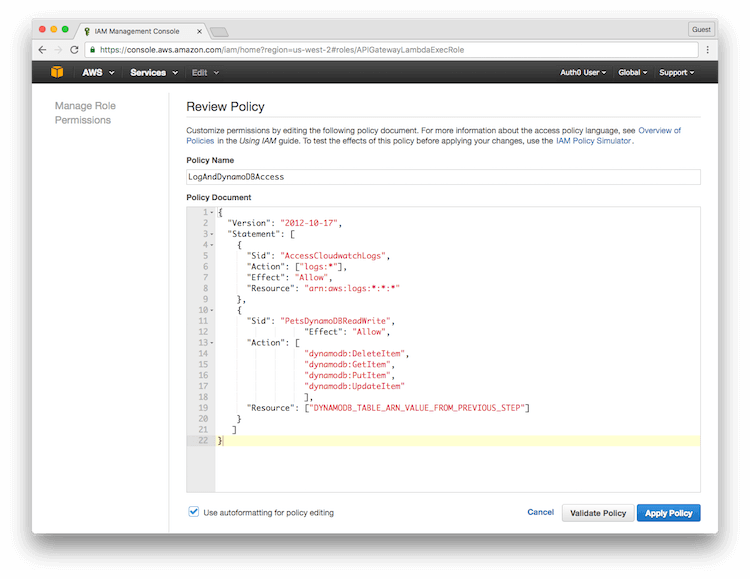 IAM Management Console
Guest
https://console.aws.amazon.com/iam/home?region=us-west-2#roles/APIGatewayLambdaExecRole
AWS Services Edit Auth0 User Global Support
Manage Role
Permissions
Review Policy
Customize permissions by editing the following policy document. For more information about the access policy language, see Overview of
Policies in the Using IAM guide. To test the effects of this policy before applying your changes, use the IAM Policy Simulator.
Policy Name
LogAndDynamoDBAccess
Policy Document
1 {
2 "Version": "2012-10-17",
3 "Statement": [
4 {
5 "Sid": "AccessCloudwatchLogs",
6 "Action": ["logs:*"],
7 "Effect": "Allow",
8 "Resource": "arn:aws:logs:*:*:*"
9 },
10 {
11 "Sid": "PetsDynamoDBReadWrite",
12 "Effect": "Allow",
13 "Action": [
14 "dynamodb:DeleteItem",
15 "dynamodb:GetItem",
16 "dynamodb:PutItem",
17 "dynamodb:UpdateItem"
18 ],
19 "Resource": ["DYNAMODB_TABLE_ARN_VALUE_FROM_PREVIOUS_STEP"]
20 }
21 ]
22 }
Use autoformatting for policy editing
Cancel Validate Policy Apply Policy